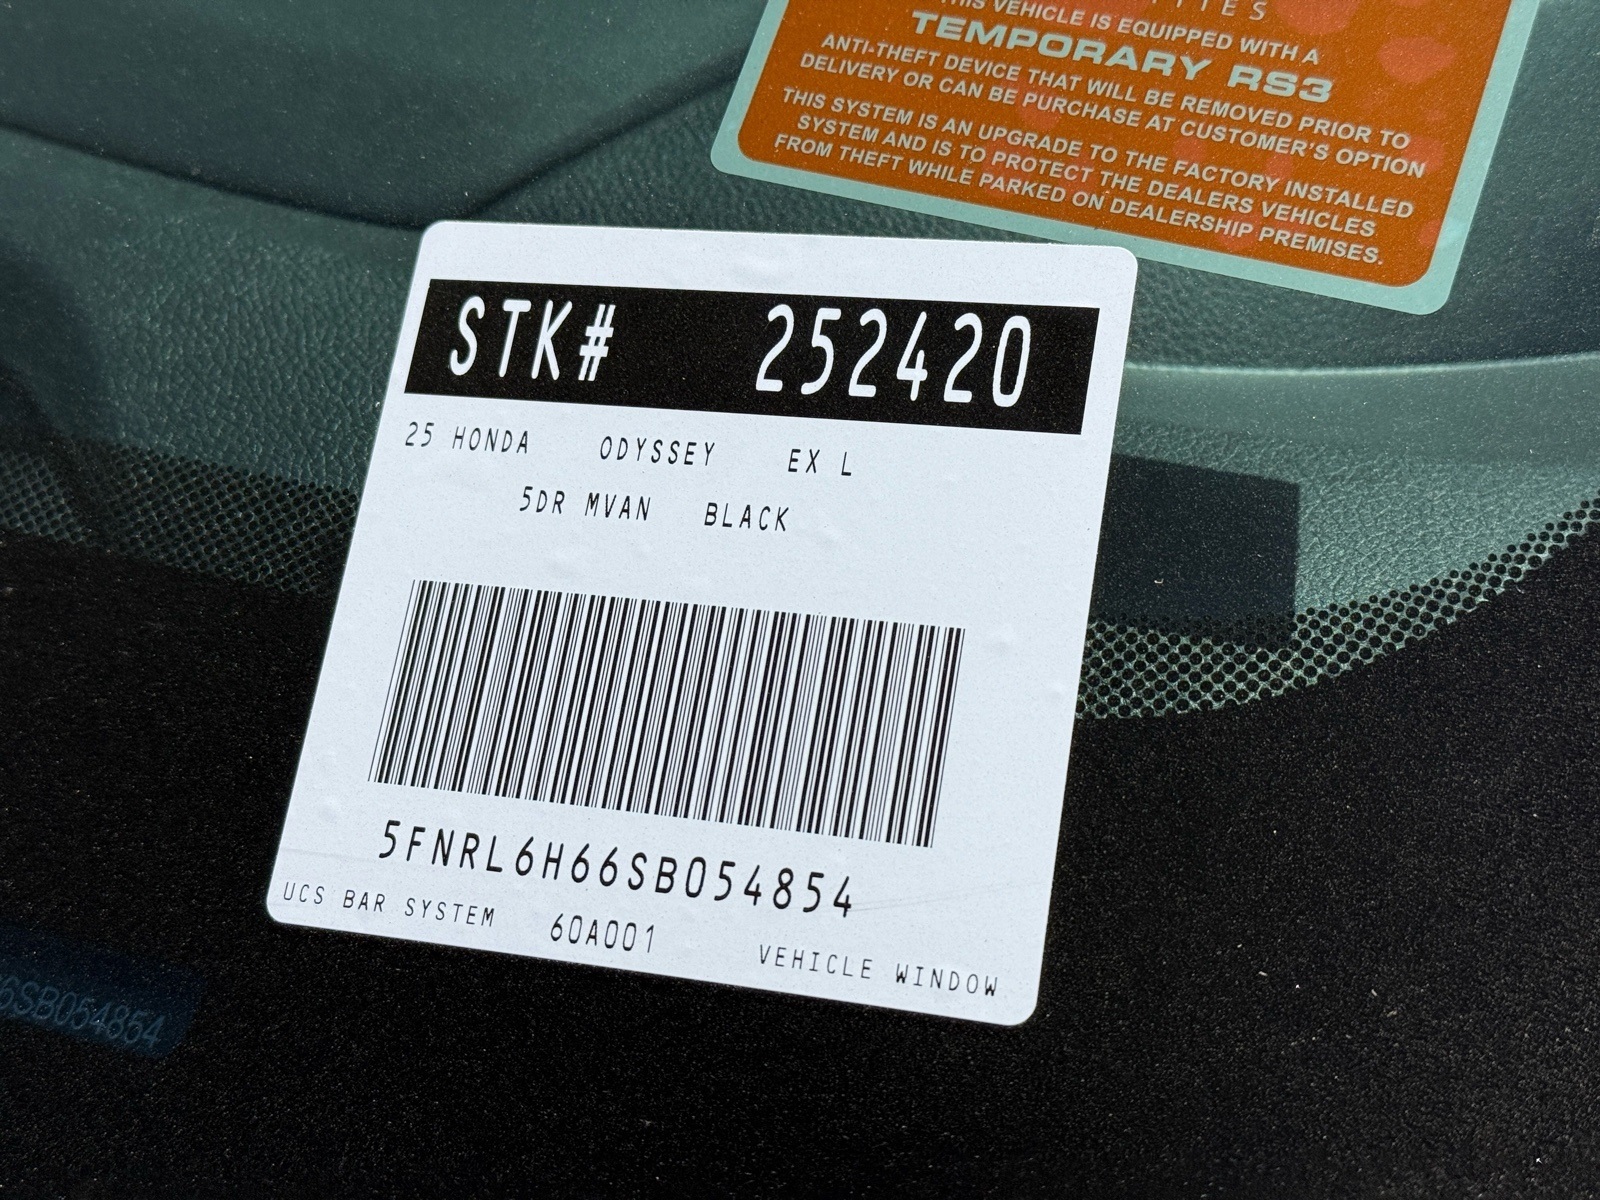 THIS VEHICLE IS EQUIPPED WITH A
TEMPORARY RS3
ANTI-THEFT DEVICE THAT WILL BE REMOVED PRIOR TO
DELIVERY OR CAN BE PURCHASE AT CUSTOMER'S OPTION
THIS SYSTEM IS AN UPGRADE TO THE FACTORY INSTALLED
SYSTEM AND IS TO PROTECT THE DEALERS VEHICLES
FROM THEFT WHILE PARKED ON DEALERSHIP PREMISES.
STK# 252420
25 HONDA ODYSSEY EX L
5DR MVAN BLACK
5FNRL6H66SB054854
UCS BAR SYSTEM 60A001 VEHICLE WINDOW
6SB054854